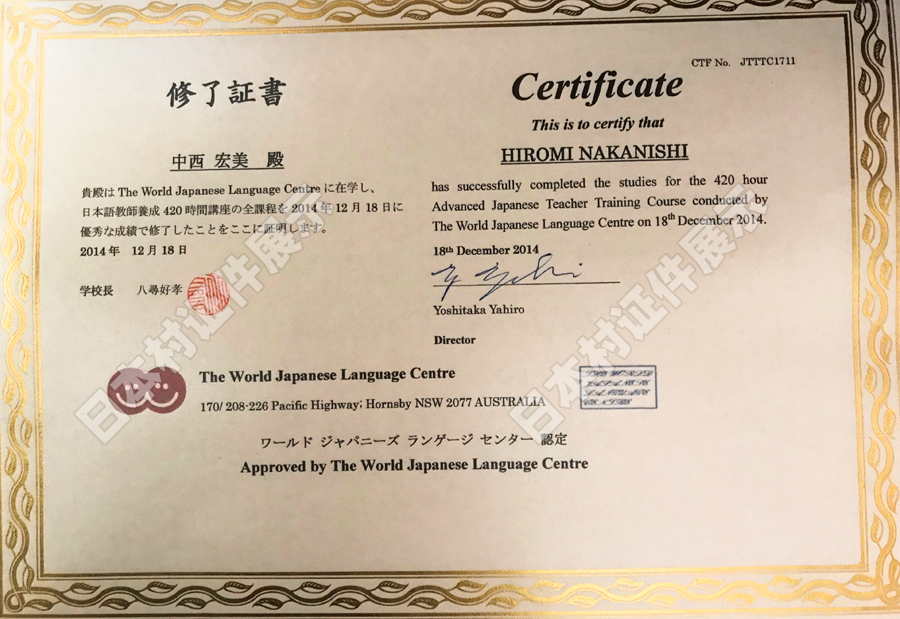 CTF No. JTTTC1711
修了証書
中西 宏美 殿
貴殿は The World Japanese Language Centre に在学し、
日本語教師養成 420 時間講座の全課程を 2014 年 12 月 18 日に
優秀な成績で修了したことをここに証明します。
2014 年 12 月 18 日
学校長 八尋好孝
Certificate
This is to certify that
HIROMI NAKANISHI
has successfully completed the studies for the 420 hour
Advanced Japanese Teacher Training Course conducted by
The World Japanese Language Centre on 18th December 2014.
18th December 2014
Yoshitaka Yahiro
Director
The World Japanese Language Centre
170/ 208-226 Pacific Highway; Hornsby NSW 2077 AUSTRALIA
ワールド ジャパニーズ ランゲージ センター 認定
Approved by The World Japanese Language Centre
日本村证件展示
日本村证件展示